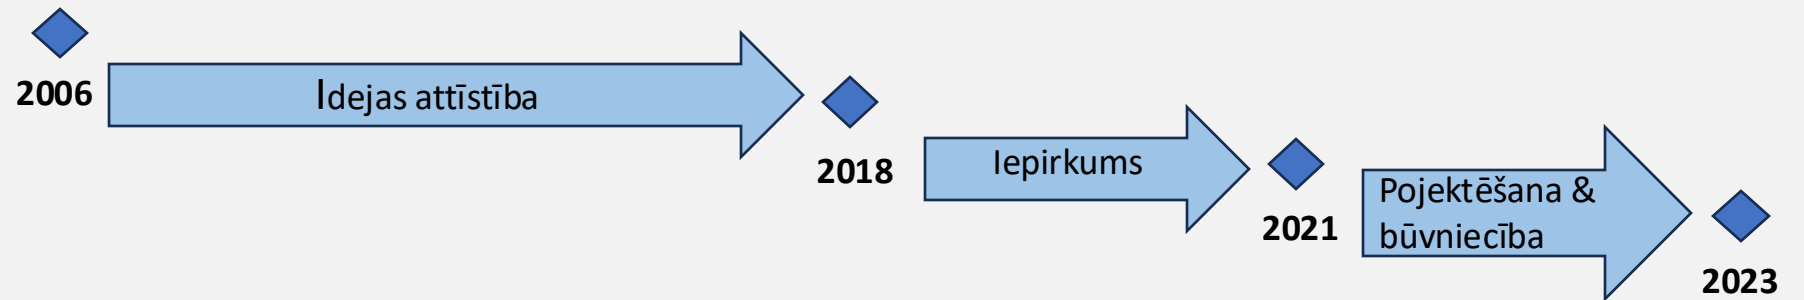 2006
Idejas attīstība
2018
Iepirkums
2021
Pojektēšana &
būvniecība
2023